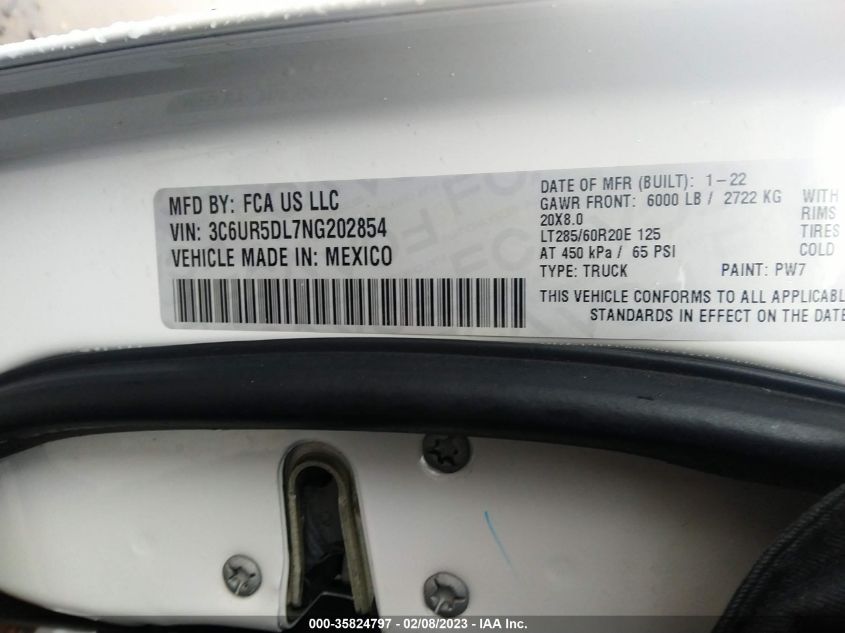 MFD BY: FCA US LLC
VIN: 3C6UR5DL7NG202854
VEHICLE MADE IN: MEXICO
DATE OF MFR (BUILT): 1-22
GAWR FRONT: 6000 LB / 2722 KG WITH
20X8.0 RIMS
LT285/60R20E 125 TIRES
AT 450 kPa / 65 PSI COLD
TYPE: TRUCK PAINT: PW7
THIS VEHICLE CONFORMS TO ALL APPLICABL
STANDARDS IN EFFECT ON THE DATE
000-35824797 - 02/08/2023 - IAA Inc.